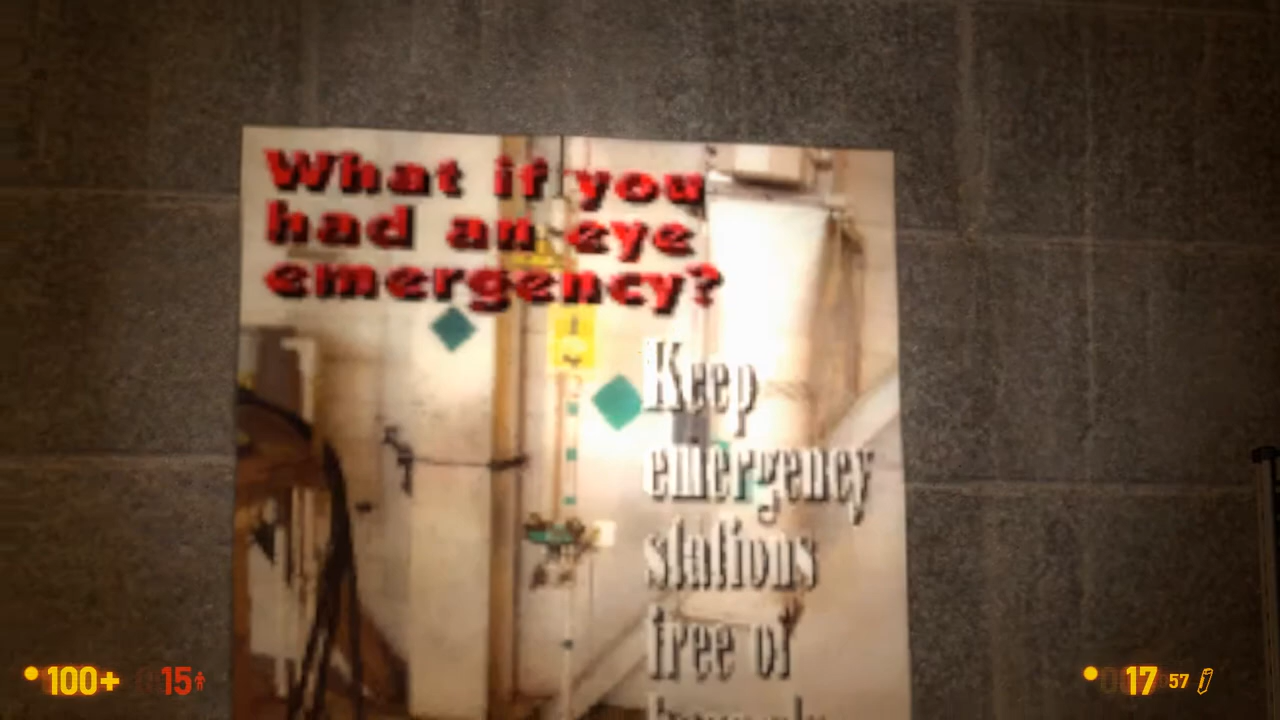 What if you
had an eye
emergency?
Keep
emergency
stations
free of
100+
15
17 57